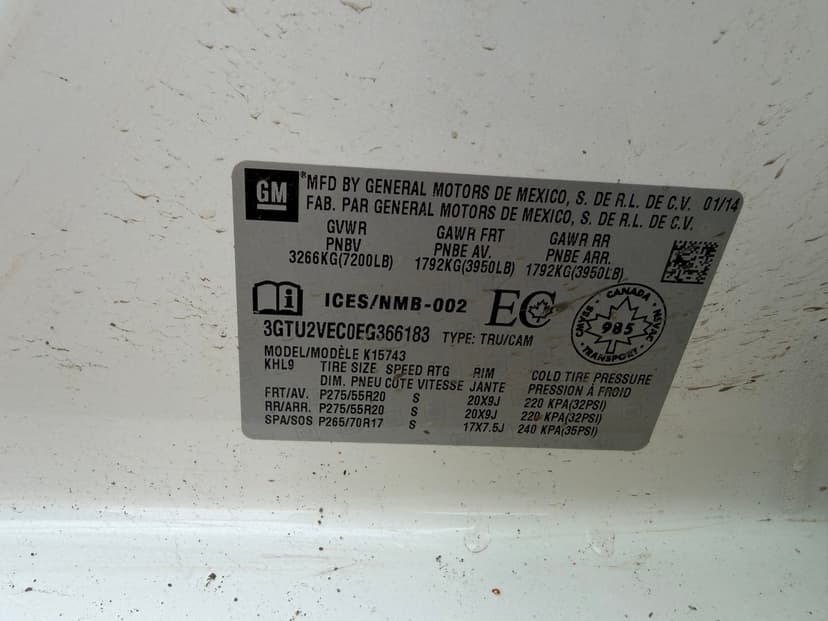 GM
®MFD BY GENERAL MOTORS DE MEXICO, S. DE R.L. DE C.V. 01/14
FAB. PAR GENERAL MOTORS DE MEXICO, S. DE R.L. DE C.V.
GVWR GAWR FRT GAWR RR
PNBV PNBE AV. PNBE ARR.
3266KG(7200LB) 1792KG(3950LB) 1792KG(3950LB)
i ICES/NMB-002 EC
CANADA
CMVSS 985 NSVAC
TRANSPORT
3GTU2VEC0EG366183 TYPE: TRU/CAM
MODEL/MODÈLE K15743
KHL9 TIRE SIZE SPEED RTG RIM COLD TIRE PRESSURE
DIM. PNEU COTE VITESSE JANTE PRESSION À FROID
FRT/AV. P275/55R20 S 20X9J 220 KPA(32PSI)
RR/ARR. P275/55R20 S 20X9J 220 KPA(32PSI)
SPA/SOS P265/70R17 S 17X7.5J 240 KPA(35PSI)